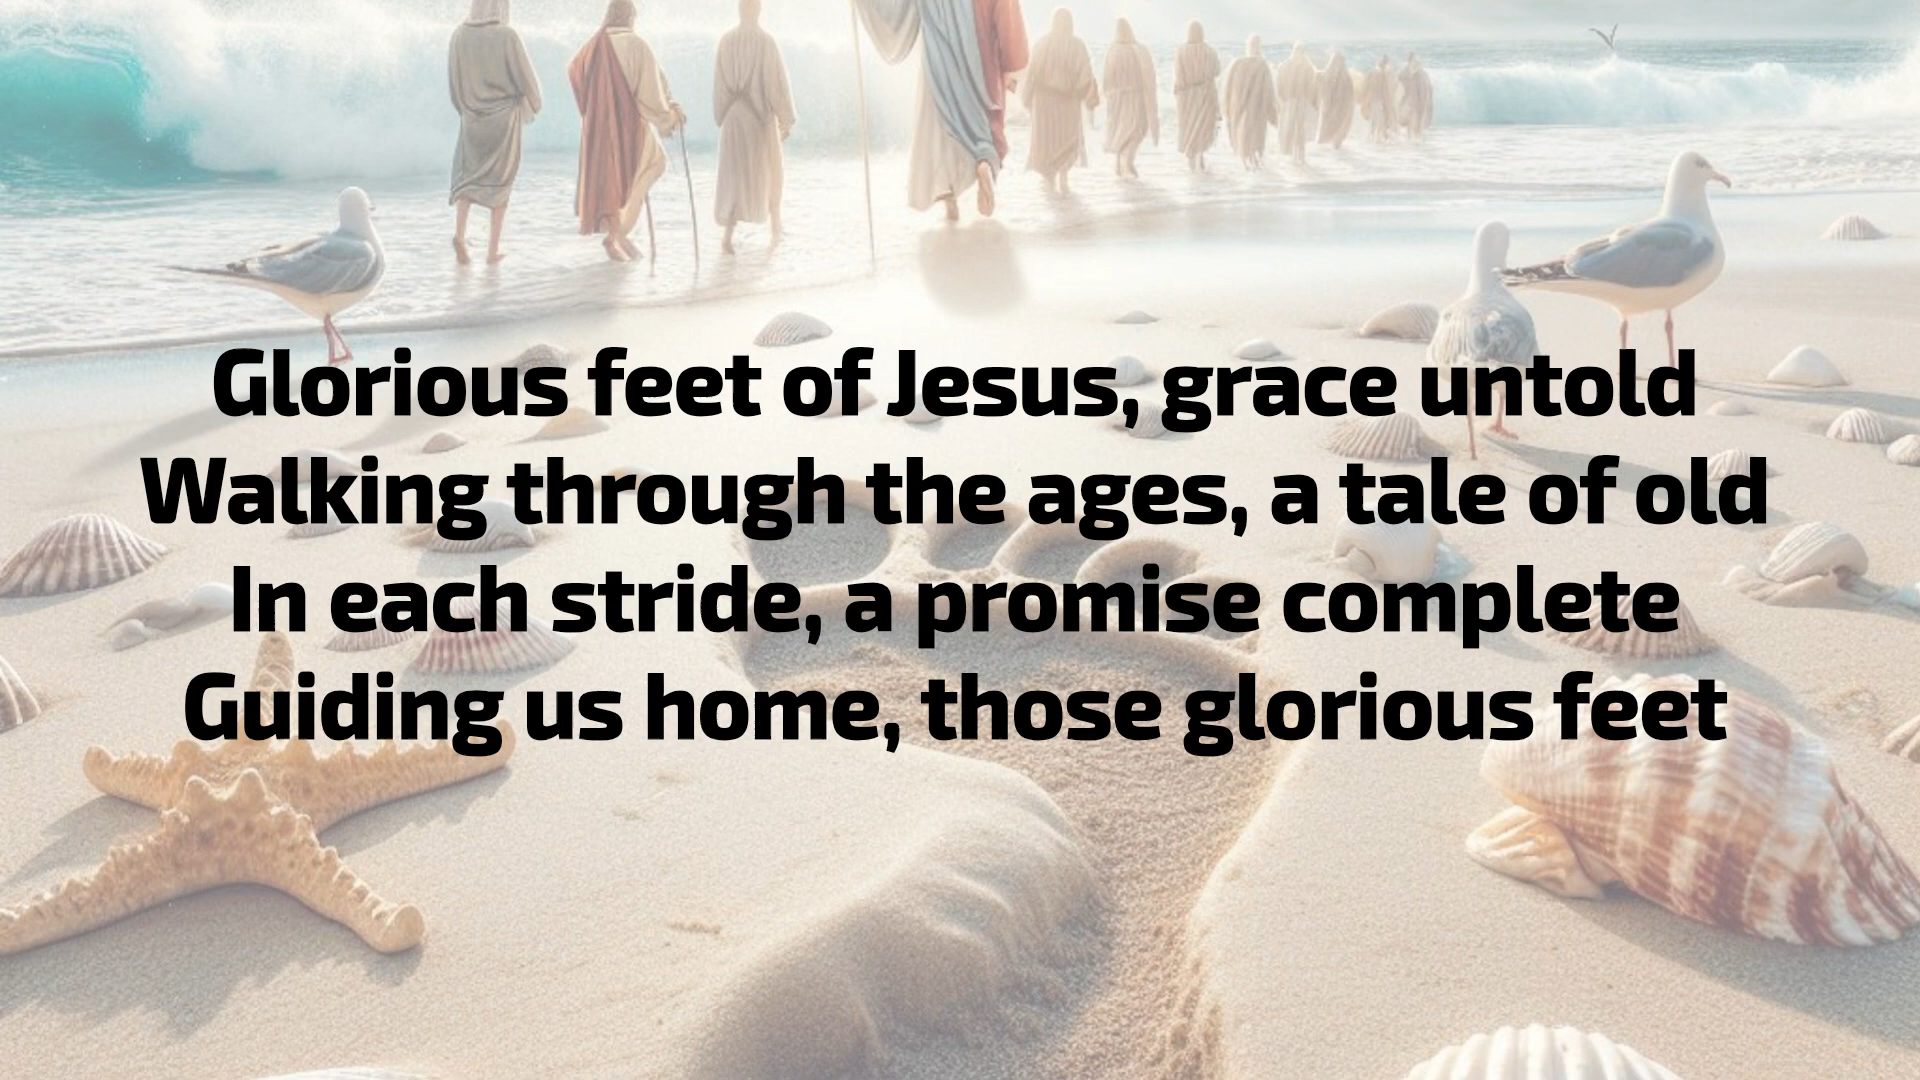 Glorious feet of Jesus, grace untold
Walking through the ages, a tale of old
In each stride, a promise complete
Guiding us home, those glorious feet